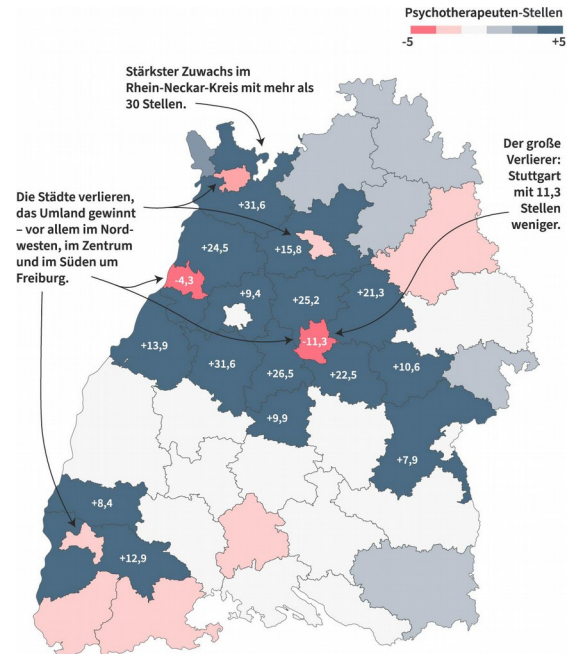 Psychotherapeuten-Stellen
-5
+5
Stärkster Zuwachs im
Rhein-Neckar-Kreis mit mehr als
30 Stellen.
Der große
Verlierer:
Stuttgart
mit 11,3
Stellen
weniger.
Die Städte verlieren,
das Umland gewinnt
– vor allem im Nord-
westen, im Zentrum
und im Süden um
Freiburg.
+31,6
+24,5
+15,8
-4,3
+9,4
+25,2
+21,3
+13,9
-11,3
+31,6
+26,5
+22,5
+10,6
+9,9
+7,9
+8,4
+12,9